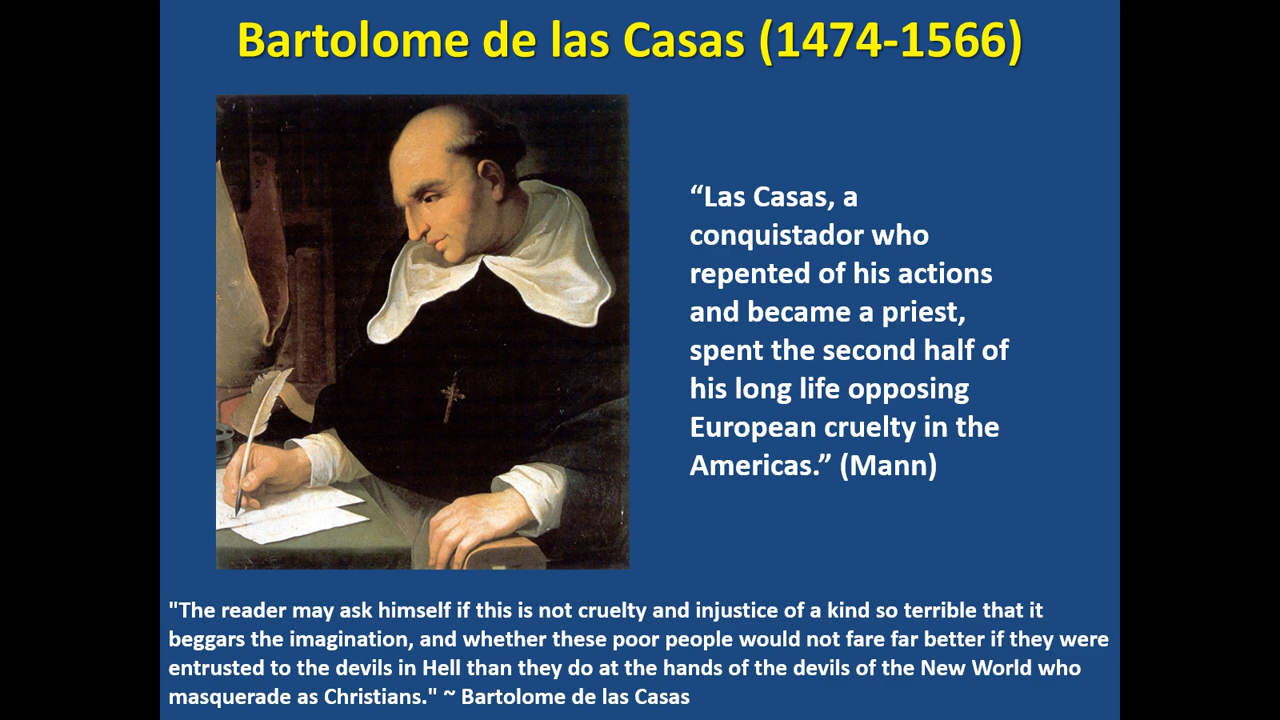 Bartolome de las Casas (1474-1566)
“Las Casas, a
conquistador who
repented of his actions
and became a priest,
spent the second half of
his long life opposing
European cruelty in the
Americas.” (Mann)
"The reader may ask himself if this is not cruelty and injustice of a kind so terrible that it
beggars the imagination, and whether these poor people would not fare far better if they were
entrusted to the devils in Hell than they do at the hands of the devils of the New World who
masquerade as Christians." ~ Bartolome de las Casas